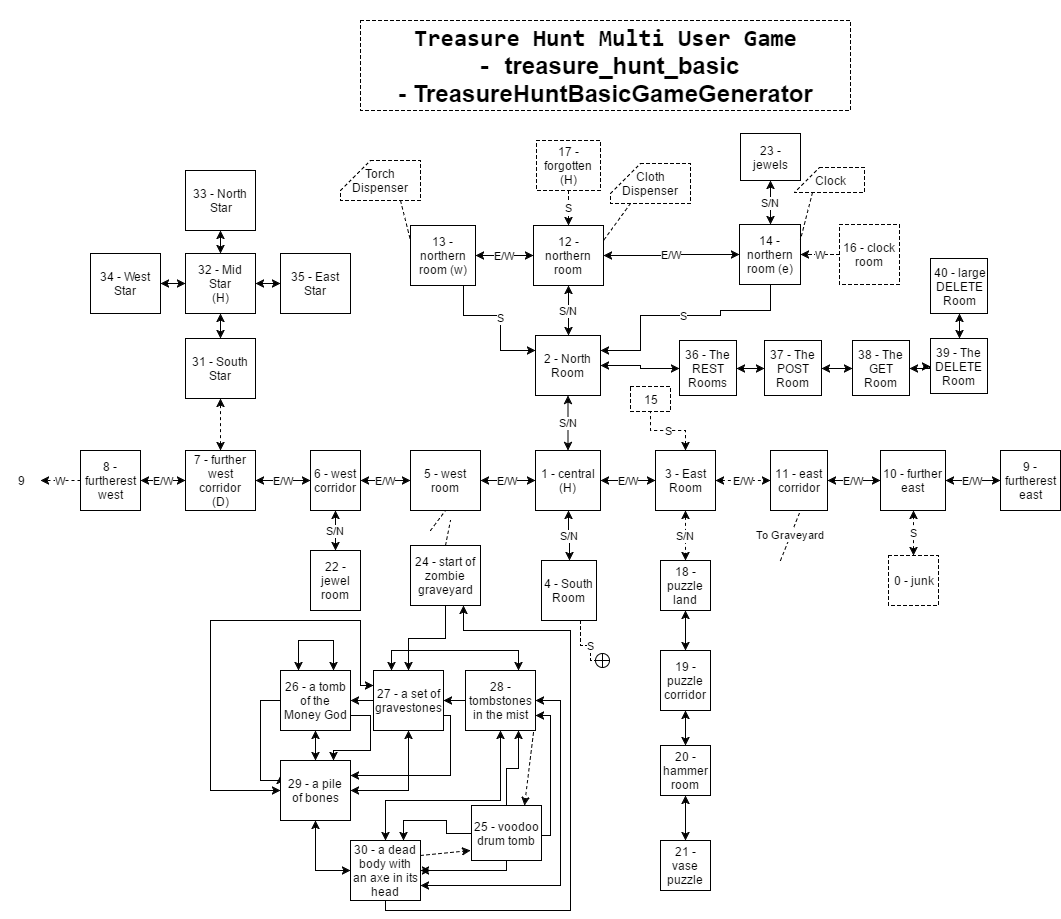 Treasure Hunt Multi User Game
- treasure_hunt_basic
- TreasureHuntBasicGameGenerator
17 -
forgotten
(H)
23 -
jewels
Torch
Dispenser
Cloth
Dispenser
Clock
33 - North
Star
S
S/N
13 -
northern
room (w)
E/W
12 -
northern
room
E/W
14 -
northern
room (e)
W
16 - clock
room
34 - West
Star
32 - Mid
Star
(H)
35 - East
Star
40 - large
DELETE
Room
S
S/N
S
31 - South
Star
2 - North
Room
36 - The
REST
Rooms
37 - The
POST
Room
38 - The
GET
Room
39 - The
DELETE
Room
15
S/N
S
9
W
8 -
furtherest
west
E/W
7 - further
west
corridor
(D)
E/W
6 - west
corridor
E/W
5 - west
room
E/W
1 - central
(H)
E/W
3 - East
Room
E/W
11 - east
corridor
E/W
10 - further
east
E/W
9 -
furtherest
east
S/N
S/N
S/N
To Graveyard
S
22 -
jewel
room
24 - start of
zombie
graveyard
4 - South
Room
18 -
puzzle
land
0 - junk
S
26 - a tomb
of the
Money God
27 - a set of
gravestones
28 -
tombstones
in the mist
19 -
puzzle
corridor
29 - a pile
of bones
20 -
hammer
room
25 - voodoo
drum tomb
30 - a dead
body with
an axe in its
head
21 -
vase
puzzle